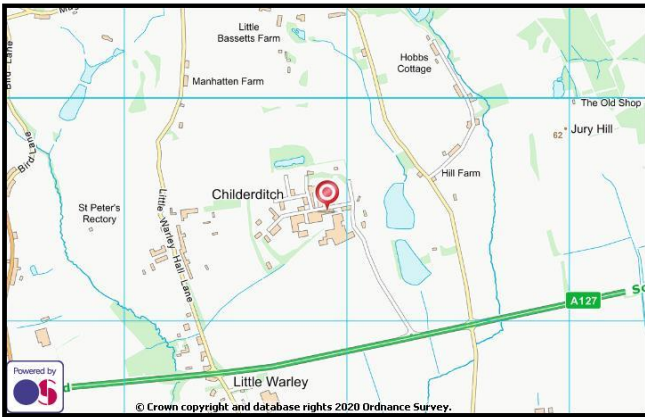 Little
Bassetts Farm
Hobbs
Cottage
Bird Lane
Manhatten Farm
The Old Shop
62
Jury Hill
Bird Lane
Hill Farm
Childerditch
St Peter's
Rectory
Little Warley Hall Lane
A127
Powered by
OS
Little Warley
© Crown copyright and database rights 2020 Ordnance Survey.